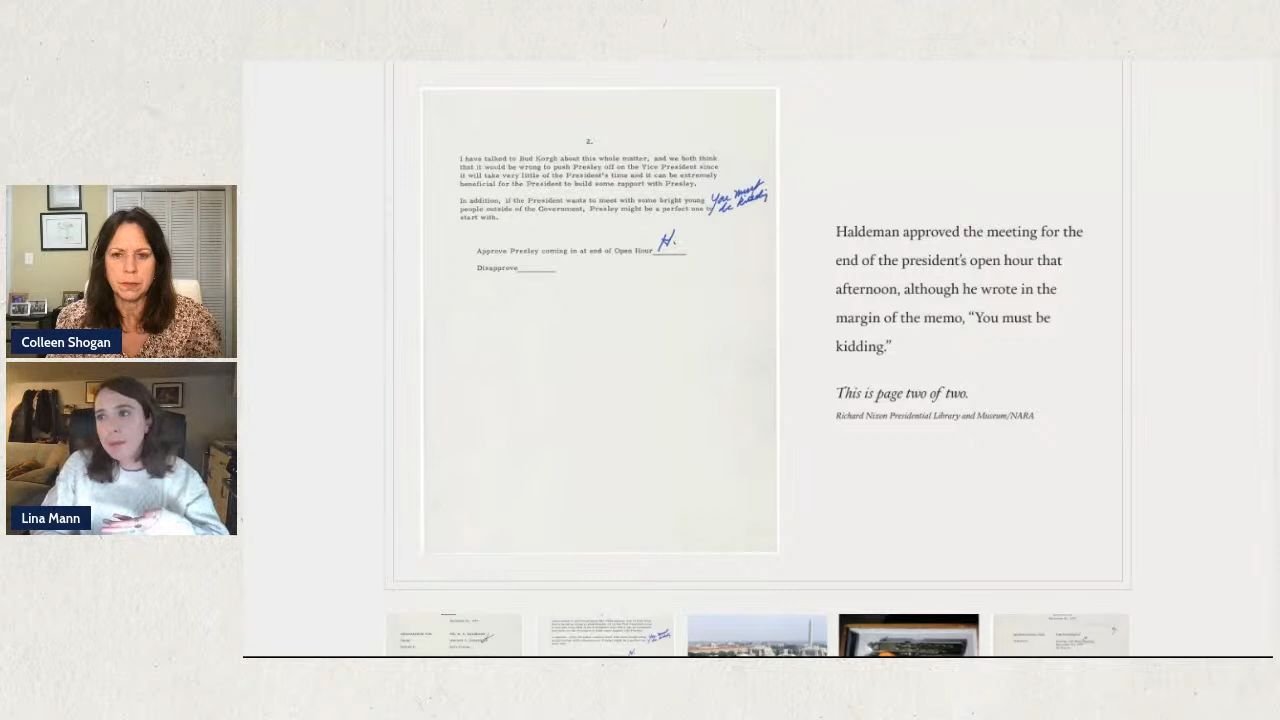 2.
I have talked to Bud Korgh about this whole matter, and we both think
that it would be wrong to push Presley off on the Vice President since
it will take very little of the President's time and it can be extremely
beneficial for the President to build some rapport with Presley.
In addition, if the President wants to meet with some bright young
people outside of the Government, Presley might be a perfect one to
start with.
You must
be kidding
Approve Presley coming in at end of Open Hour H.
Disapprove
Haldeman approved the meeting for the
end of the president's open hour that
afternoon, although he wrote in the
margin of the memo, “You must be
kidding.”
This is page two of two.
Richard Nixon Presidential Library and Museum/NARA
Colleen Shogan
Lina Mann